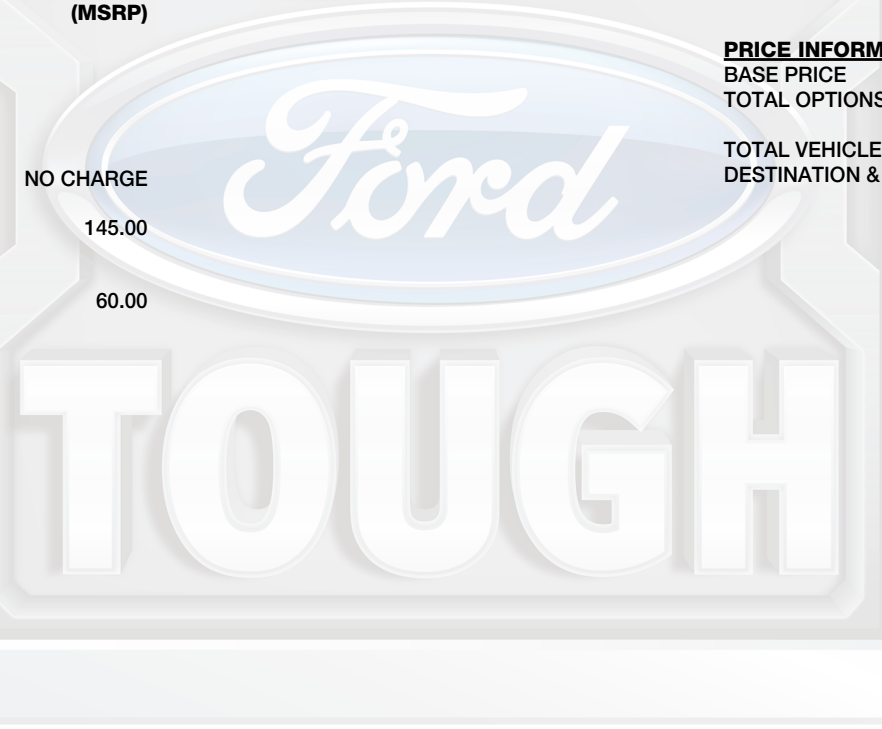 (MSRP)
NO CHARGE
145.00
60.00
PRICE INFORM
BASE PRICE
TOTAL OPTIONS
TOTAL VEHICLE
DESTINATION &
Ford
TOUGH